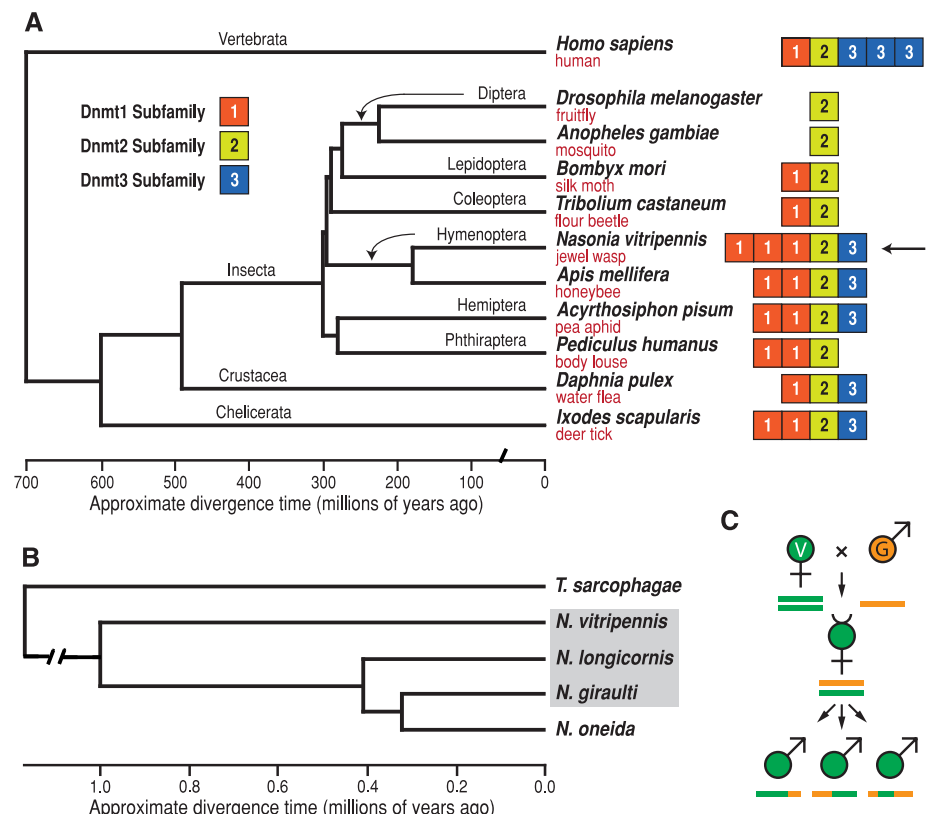 A
Vertebrata
Homo sapiens
human
1 2 3 3 3
Dnmt1 Subfamily 1
Dnmt2 Subfamily 2
Dnmt3 Subfamily 3
Diptera
Drosophila melanogaster
fruitfly
2
Anopheles gambiae
mosquito
2
Lepidoptera
Bombyx mori
silk moth
1 2
Coleoptera
Tribolium castaneum
flour beetle
1 2
Hymenoptera
Nasonia vitripennis
jewel wasp
1 1 1 2 3
Insecta
Apis mellifera
honeybee
1 1 2 3
Hemiptera
Acyrthosiphon pisum
pea aphid
1 1 2 3
Phthiraptera
Pediculus humanus
body louse
1 1 2
Crustacea
Daphnia pulex
water flea
1 2 3
Chelicerata
Ixodes scapularis
deer tick
1 1 2 3
700 600 500 400 300 200 100 0
Approximate divergence time (millions of years ago)
B
T. sarcophagae
N. vitripennis
N. longicornis
N. giraulti
N. oneida
1.0 0.8 0.6 0.4 0.2 0.0
Approximate divergence time (millions of years ago)
C
V × G